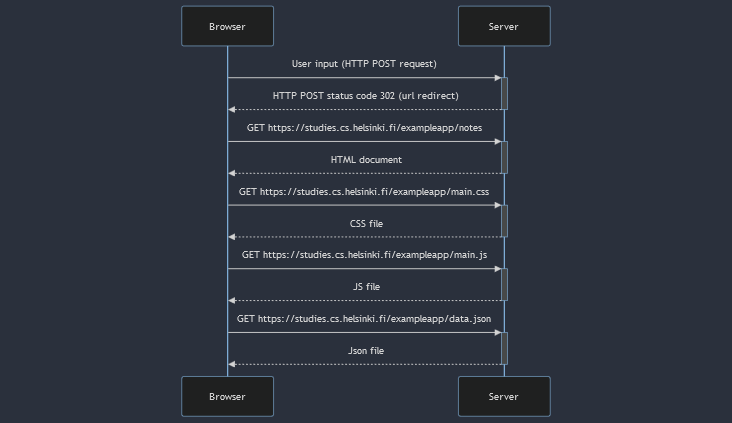 Browser
Server
User input (HTTP POST request)
HTTP POST status code 302 (url redirect)
GET https://studies.cs.helsinki.fi/exampleapp/notes
HTML document
GET https://studies.cs.helsinki.fi/exampleapp/main.css
CSS file
GET https://studies.cs.helsinki.fi/exampleapp/main.js
JS file
GET https://studies.cs.helsinki.fi/exampleapp/data.json
Json file
Browser
Server